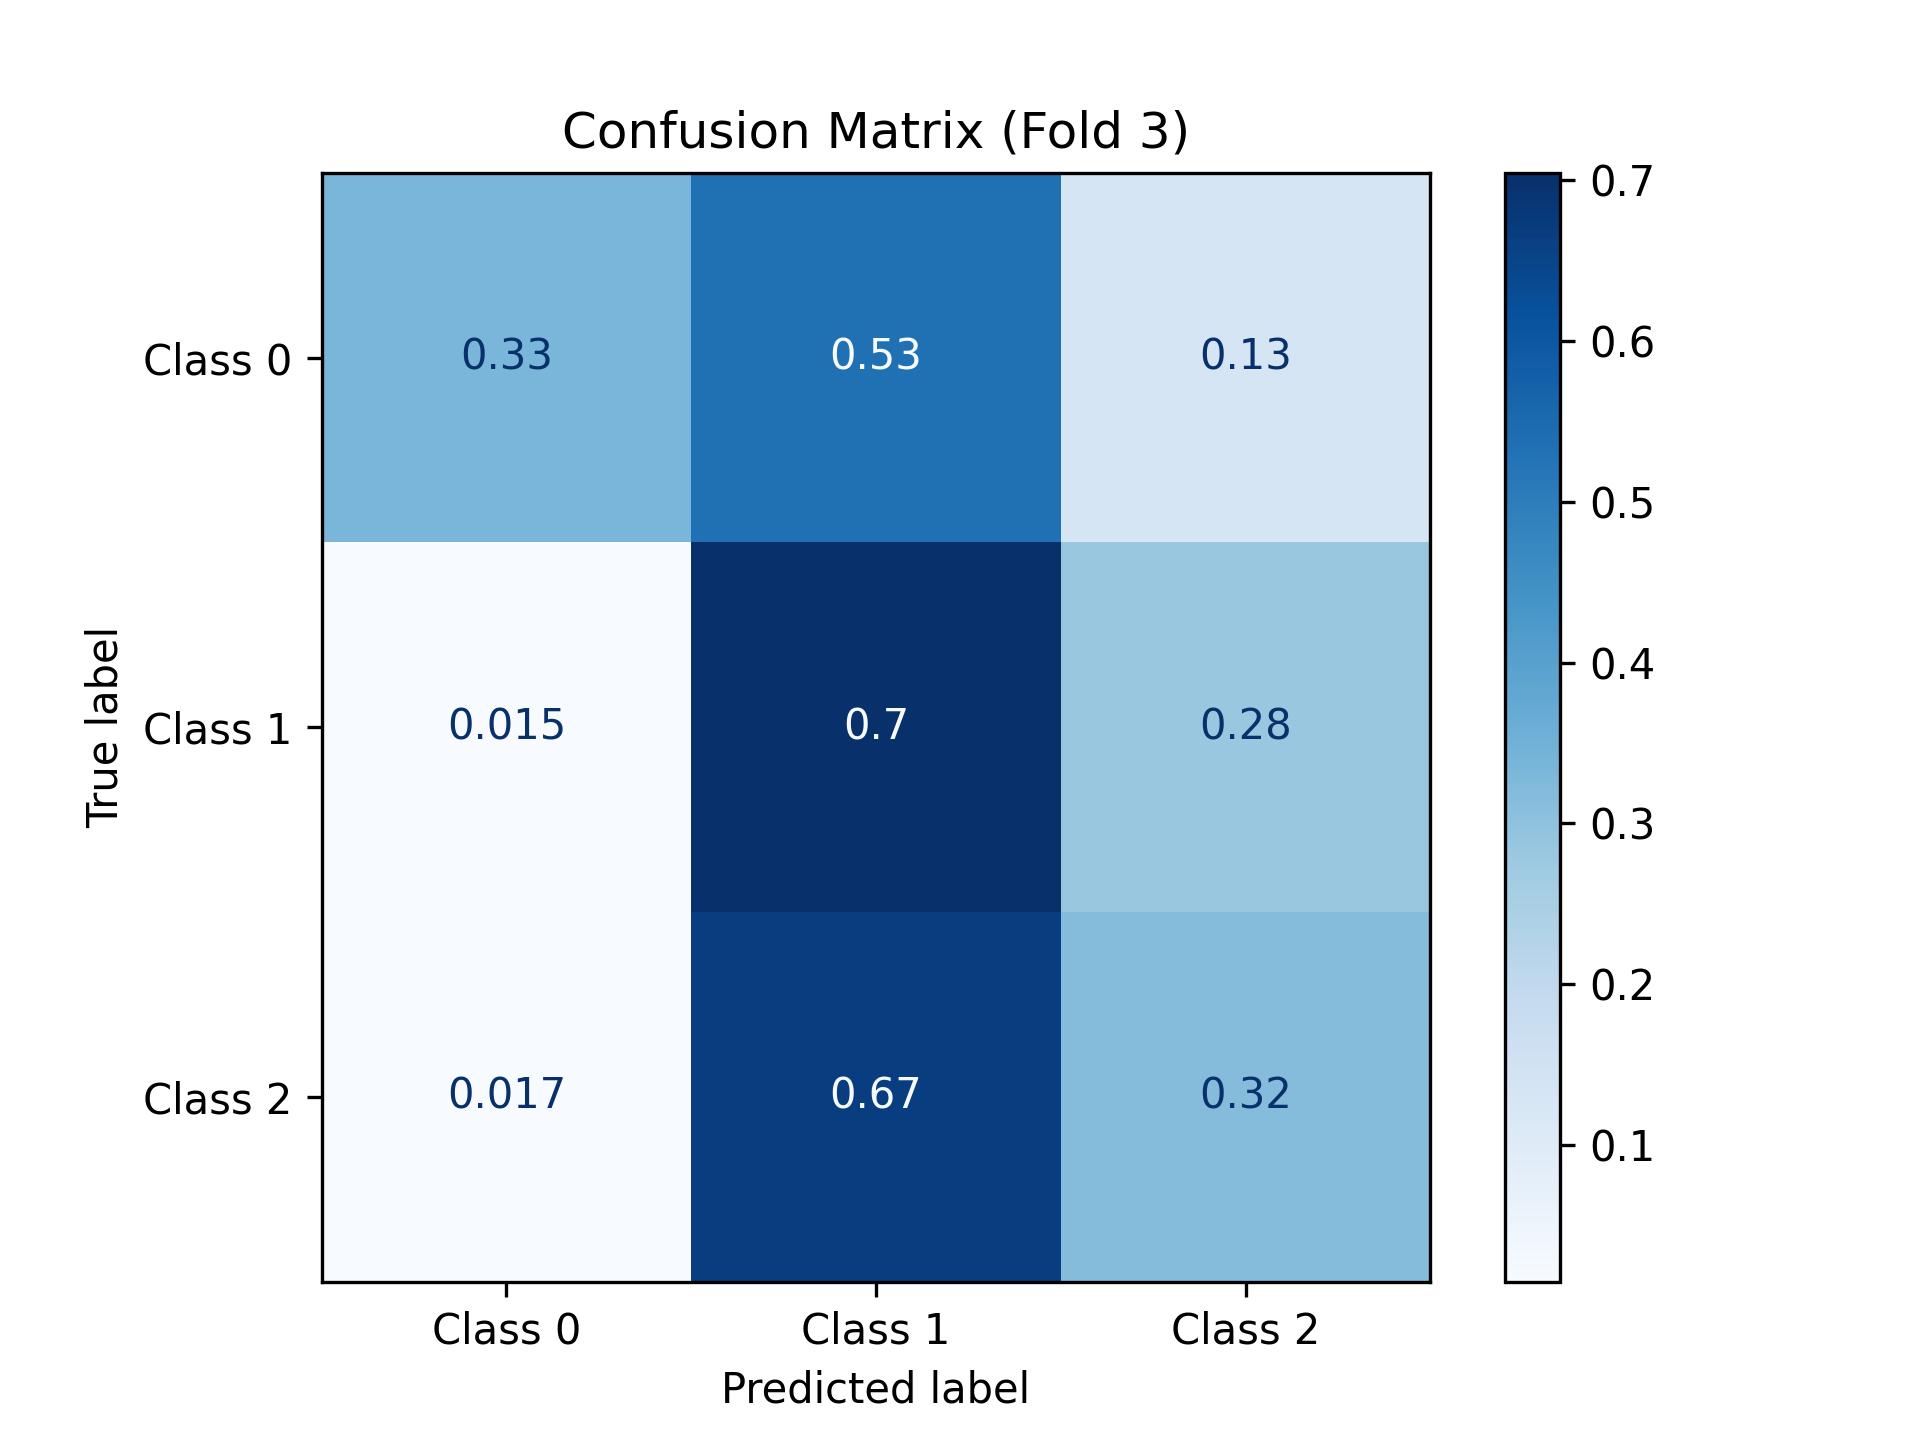 Confusion Matrix (Fold 3)
Class 0 0.33 0.53 0.13
Class 1 0.015 0.7 0.28
Class 2 0.017 0.67 0.32
True label
Class 0 Class 1 Class 2
Predicted label
0.7
0.6
0.5
0.4
0.3
0.2
0.1